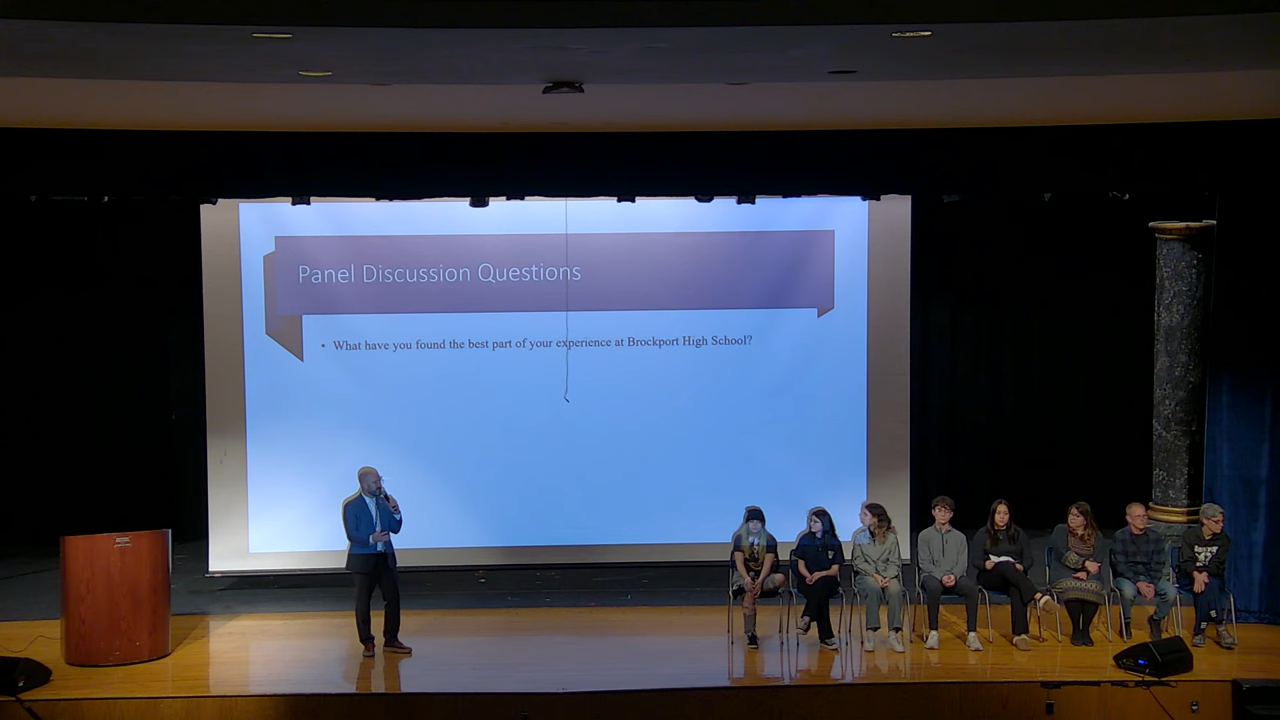 Panel Discussion Questions
• What have you found the best part of your experience at Brockport High School?